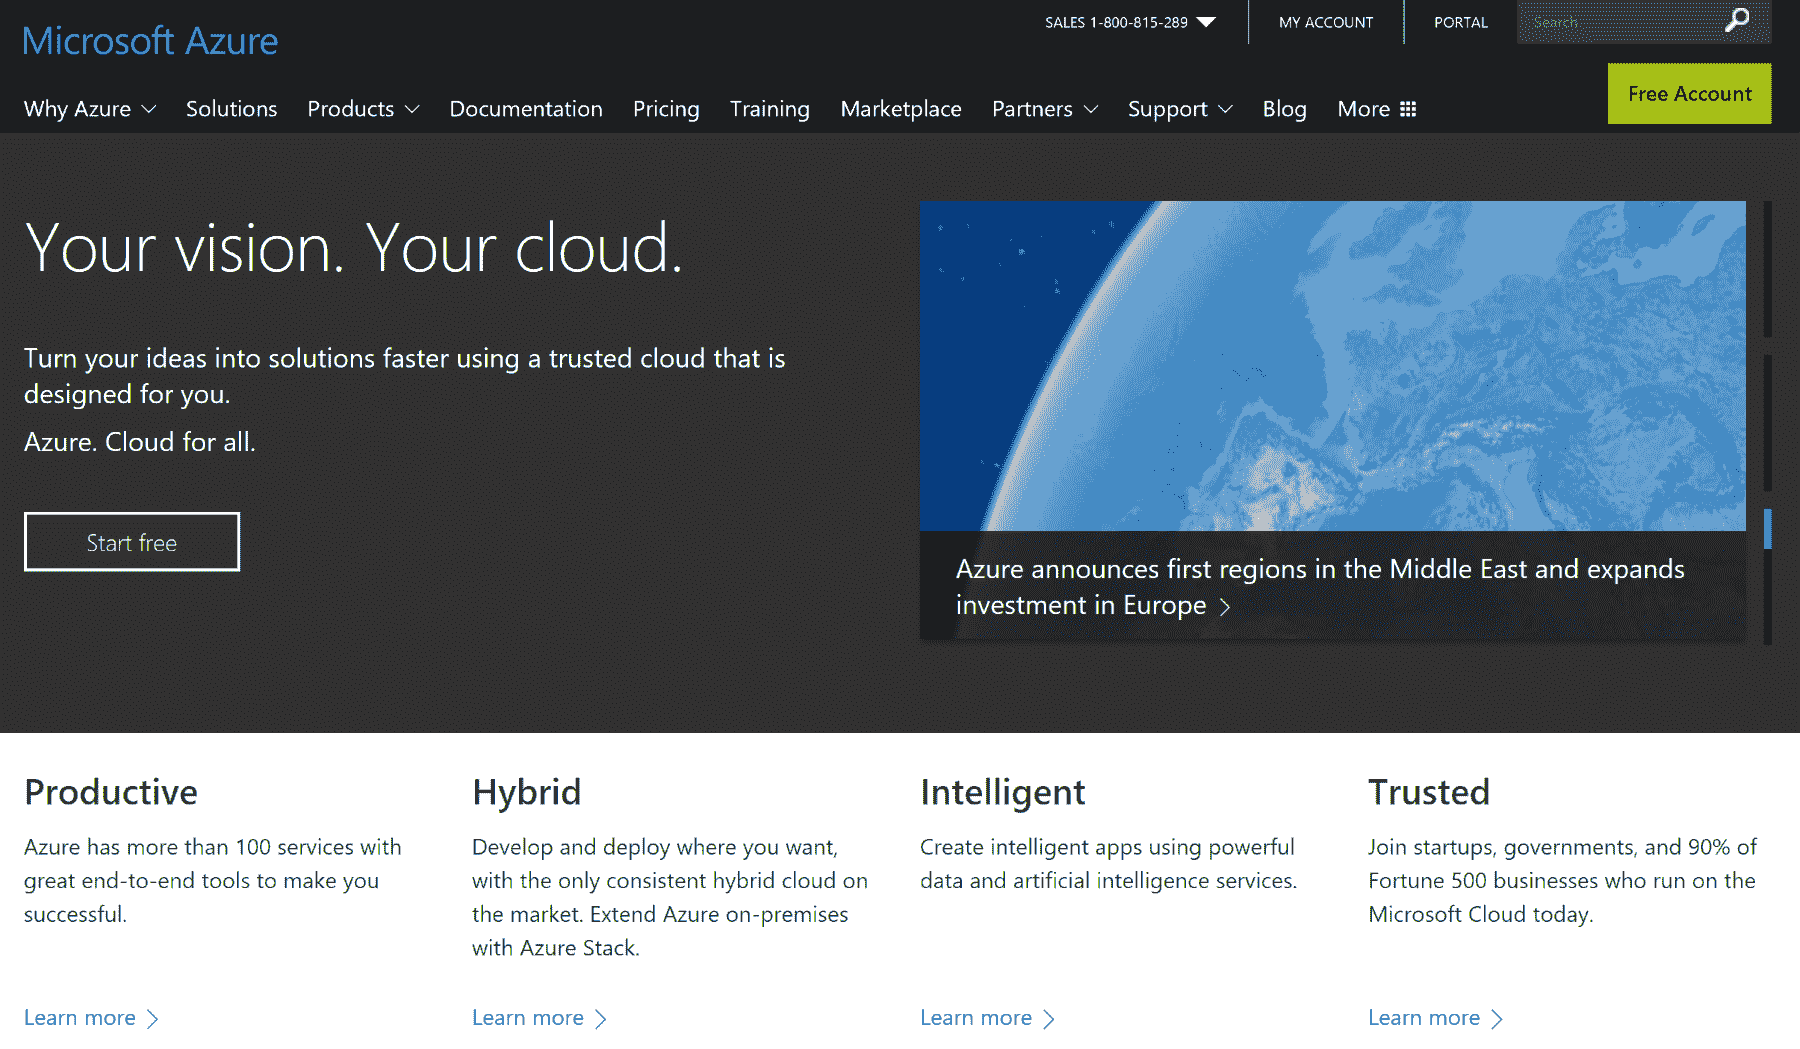 SALES 1-800-815-289
MY ACCOUNT
PORTAL
Search
Microsoft Azure
Free Account
Why Azure
Solutions
Products
Documentation
Pricing
Training
Marketplace
Partners
Support
Blog
More
Your vision. Your cloud.
Turn your ideas into solutions faster using a trusted cloud that is
designed for you.
Azure. Cloud for all.
Start free
Azure announces first regions in the Middle East and expands
investment in Europe
Productive
Azure has more than 100 services with
great end-to-end tools to make you
successful.
Learn more
Hybrid
Develop and deploy where you want,
with the only consistent hybrid cloud on
the market. Extend Azure on-premises
with Azure Stack.
Learn more
Intelligent
Create intelligent apps using powerful
data and artificial intelligence services.
Learn more
Trusted
Join startups, governments, and 90% of
Fortune 500 businesses who run on the
Microsoft Cloud today.
Learn more